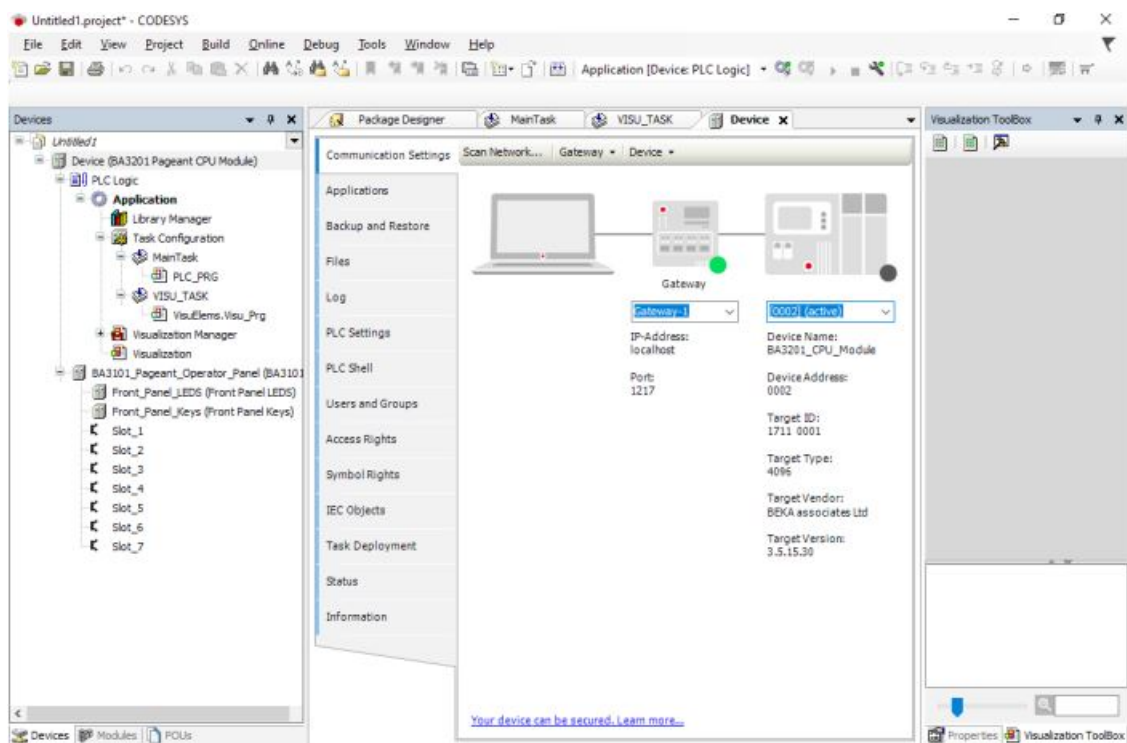 Untitled1.project* - CODESYS
File Edit View Project Build Online Debug Tools Window Help
Application [Device: PLC Logic]
Devices
Untitled1
Device (BA3201 Pageant CPU Module)
PLC Logic
Application
Library Manager
Task Configuration
MainTask
PLC_PRG
VISU_TASK
VisuElems.Visu_Prg
Visualization Manager
Visualization
BA3101_Pageant_Operator_Panel (BA3101
Front_Panel_LEDS (Front Panel LEDS)
Front_Panel_Keys (Front Panel Keys)
Slot_1
Slot_2
Slot_3
Slot_4
Slot_5
Slot_6
Slot_7
Devices Modules POUs
Package Designer MainTask VISU_TASK Device
Communication Settings
Applications
Backup and Restore
Files
Log
PLC Settings
PLC Shell
Users and Groups
Access Rights
Symbol Rights
IEC Objects
Task Deployment
Status
Information
Scan Network... Gateway Device
Gateway
Gateway-1
IP-Address:
localhost
Port:
1217
[0002] (active)
Device Name:
BA3201_CPU_Module
Device Address:
0002
Target ID:
1711 0001
Target Type:
4096
Target Vendor:
BEKA associates Ltd
Target Version:
3.5.15.30
Your device can be secured. Learn more...
Visualization ToolBox
Properties Visualization ToolBox